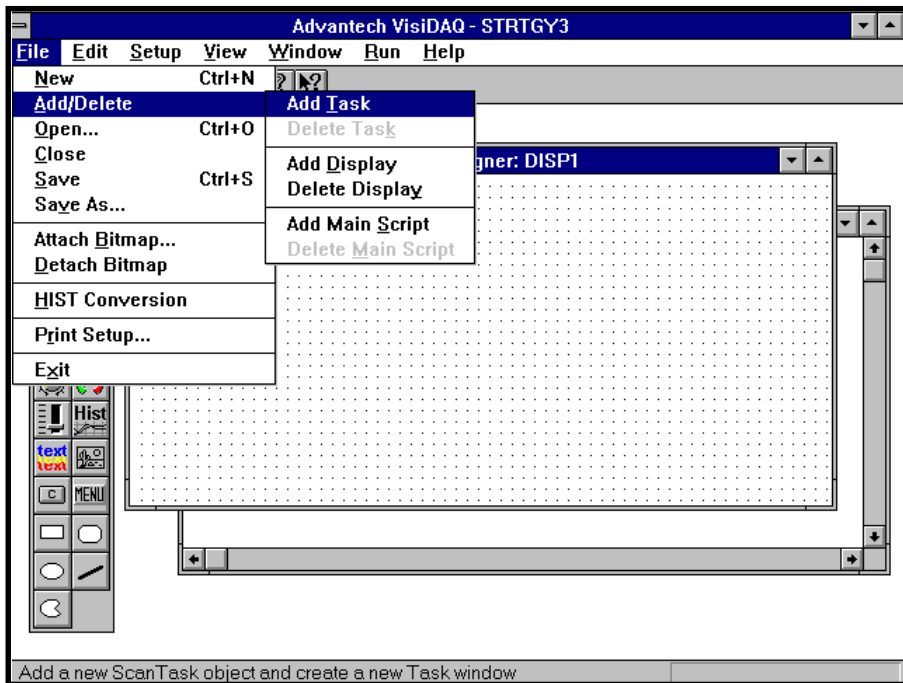 Advantech VisiDAQ - STRTGY3
File Edit Setup View Window Run Help
New Ctrl+N
Add/Delete
Open... Ctrl+O
Close
Save Ctrl+S
Save As...
Attach Bitmap...
Detach Bitmap
HIST Conversion
Print Setup...
Exit
Add Task
Delete Task
Add Display
Delete Display
Add Main Script
Delete Main Script
gner: DISP1
Hist
text
text
C
MENU
Add a new ScanTask object and create a new Task window